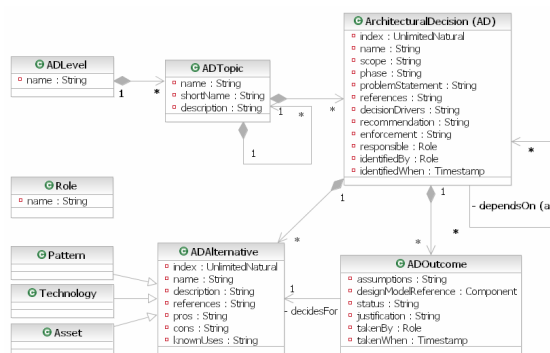 ADLevel
name : String
1
*
ADTopic
name : String
shortName : String
description : String
1
*
*
1
ArchitecturalDecision (AD)
index : UnlimitedNatural
name : String
scope : String
phase : String
problemStatement : String
references : String
decisionDrivers : String
recommendation : String
enforcement : String
responsible : Role
identifiedBy : Role
identifiedWhen : Timestamp
*
1
1
- dependsOn (a
Role
name : String
*
*
*
Pattern
Technology
Asset
ADAlternative
index : UnlimitedNatural
name : String
description : String
references : String
pros : String
cons : String
knownUses : String
1
- decidesFor
ADOutcome
assumptions : String
designModelReference : Component
status : String
justification : String
takenBy : Role
takenWhen : Timestamp